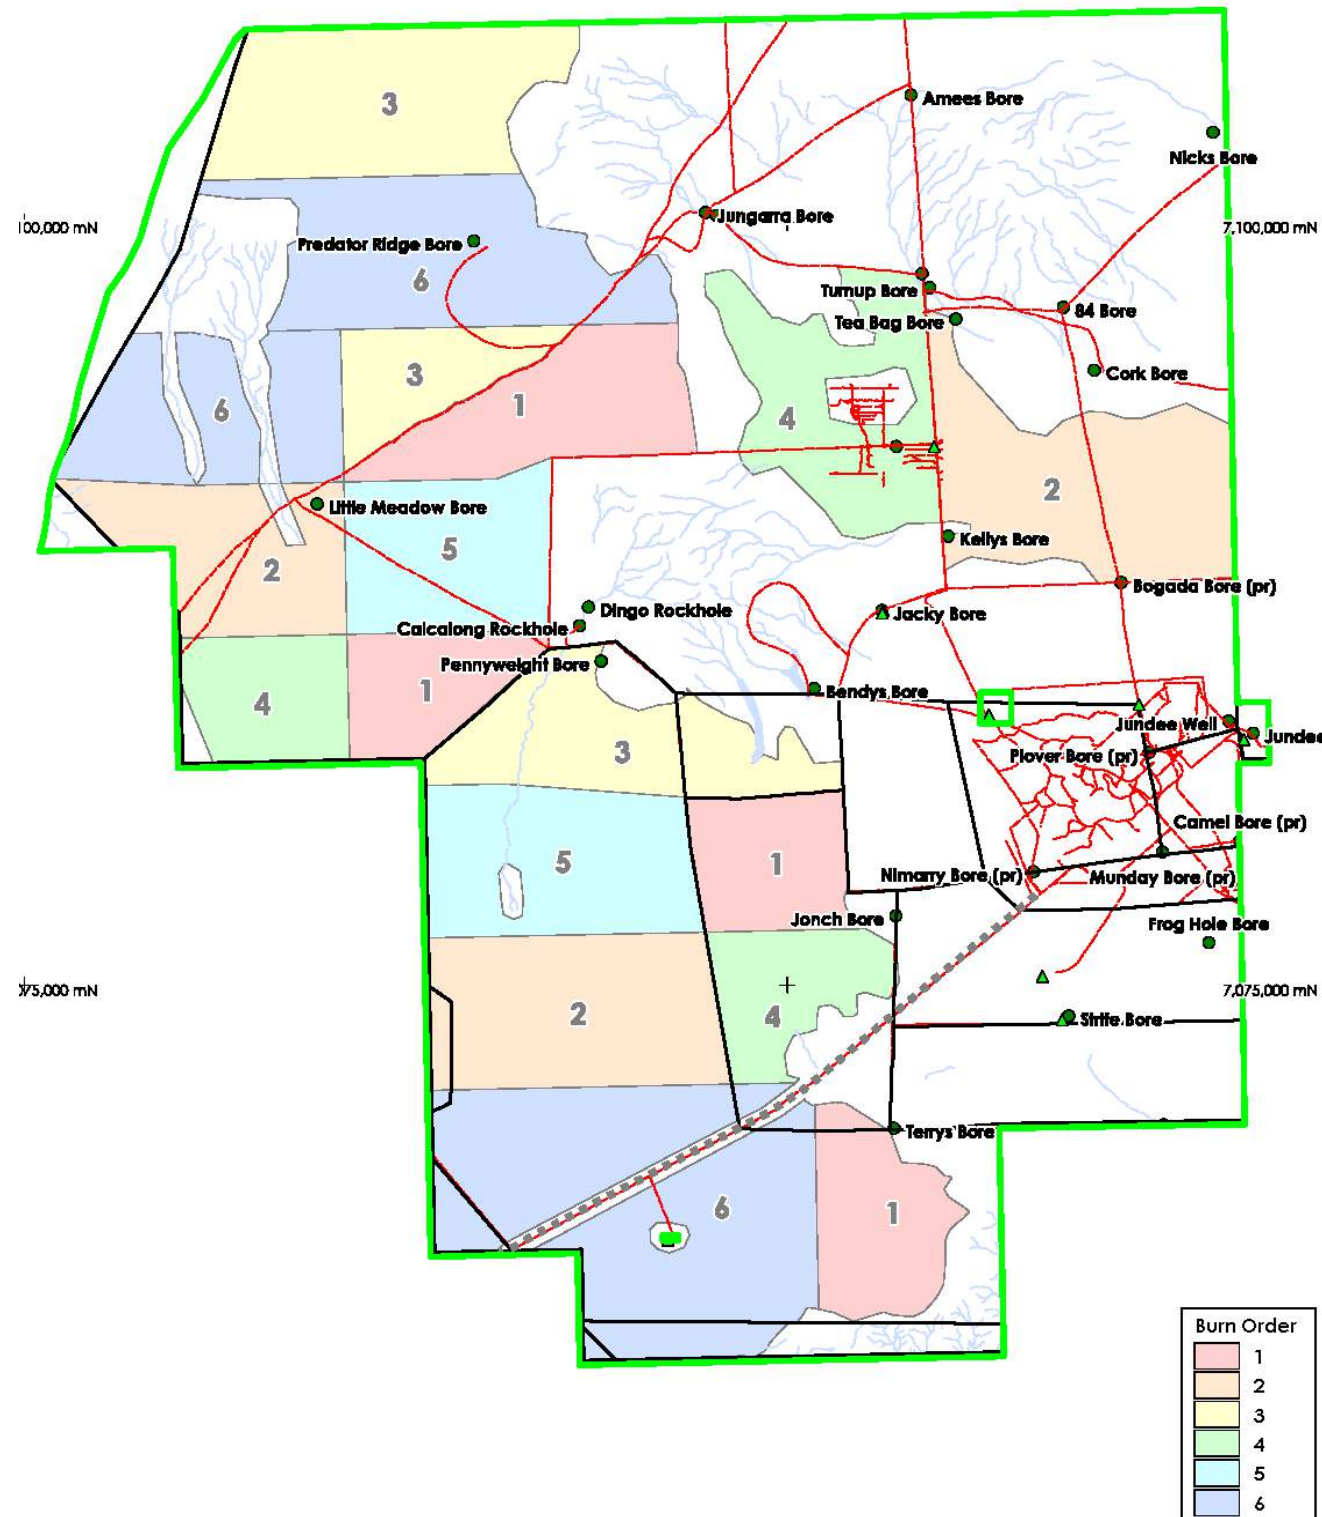 3
Amees Bore
Nicks Bore
100,000 mN
Jungarra Bore
7,100,000 mN
Predator Ridge Bore
6
Turnup Bore
84 Bore
Tea Bag Bore
3
Cork Bore
6
1
4
2
Little Meadow Bore
5
Kellys Bore
2
Bogada Bore (pr)
Dingo Rockhole
Jacky Bore
Calcalong Rockhole
Pennyweight Bore
4
1
Bendys Bore
Jundee Well
Jundee
3
Plover Bore (pr)
Camel Bore (pr)
5
1
Nimarry Bore (pr)
Munday Bore (pr)
Jonch Bore
Frog Hole Bore
75,000 mN
7,075,000 mN
2
4
Strife Bore
Terrys Bore
6
1
Burn Order
1
2
3
4
5
6